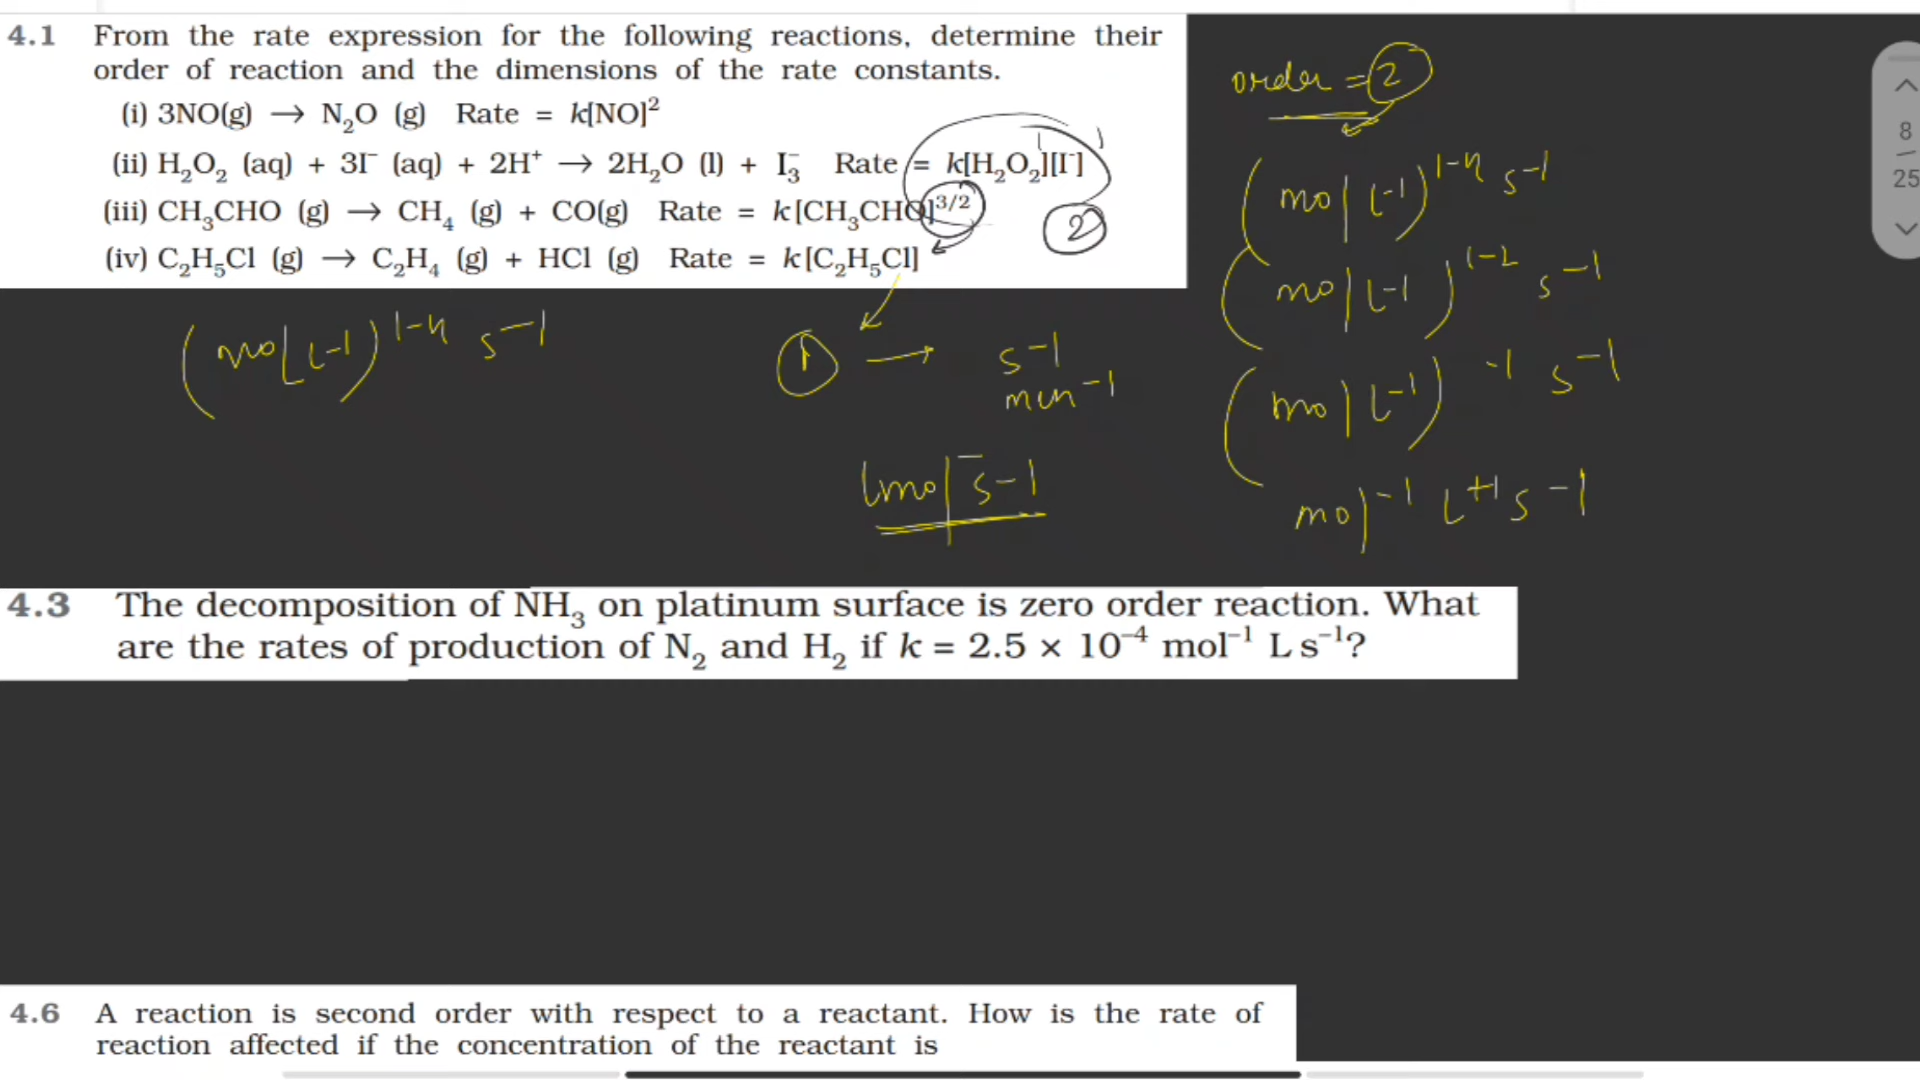 4.1 From the rate expression for the following reactions, determine their
order of reaction and the dimensions of the rate constants.
(i) 3NO(g) → N₂O (g) Rate = k[NO]²
(ii) H₂O₂ (aq) + 3I⁻ (aq) + 2H⁺ → 2H₂O (l) + I₃⁻ Rate = k[H₂O₂][I⁻]
(iii) CH₃CHO (g) → CH₄ (g) + CO(g) Rate = k[CH₃CHO]^3/2
(iv) C₂H₅Cl (g) → C₂H₄ (g) + HCl (g) Rate = k[C₂H₅Cl]
1 1
2
order = 2
(mol L-1)^1-n s-1
(mol L-1)^1-2 s-1
(mol L-1)^-1 s-1
mol^-1 L^+1 s-1
(mol L-1)^1-n s-1
1 → s-1
min-1
Lmol⁻ s-1
8
25
4.3 The decomposition of NH₃ on platinum surface is zero order reaction. What
are the rates of production of N₂ and H₂ if k = 2.5 × 10⁻⁴ mol⁻¹ L s⁻¹?
4.6 A reaction is second order with respect to a reactant. How is the rate of
reaction affected if the concentration of the reactant is